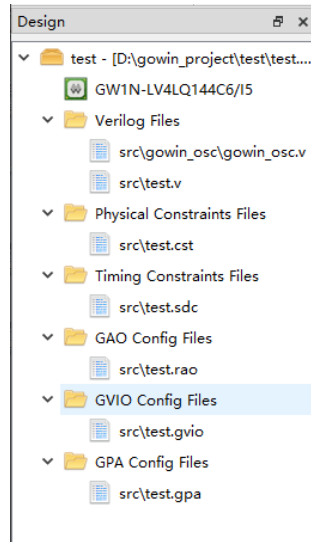 Design
test - [D:\gowin_project\test\test....
GW1N-LV4LQ144C6/I5
Verilog Files
src\gowin_osc\gowin_osc.v
src\test.v
Physical Constraints Files
src\test.cst
Timing Constraints Files
src\test.sdc
GAO Config Files
src\test.rao
GVIO Config Files
src\test.gvio
GPA Config Files
src\test.gpa